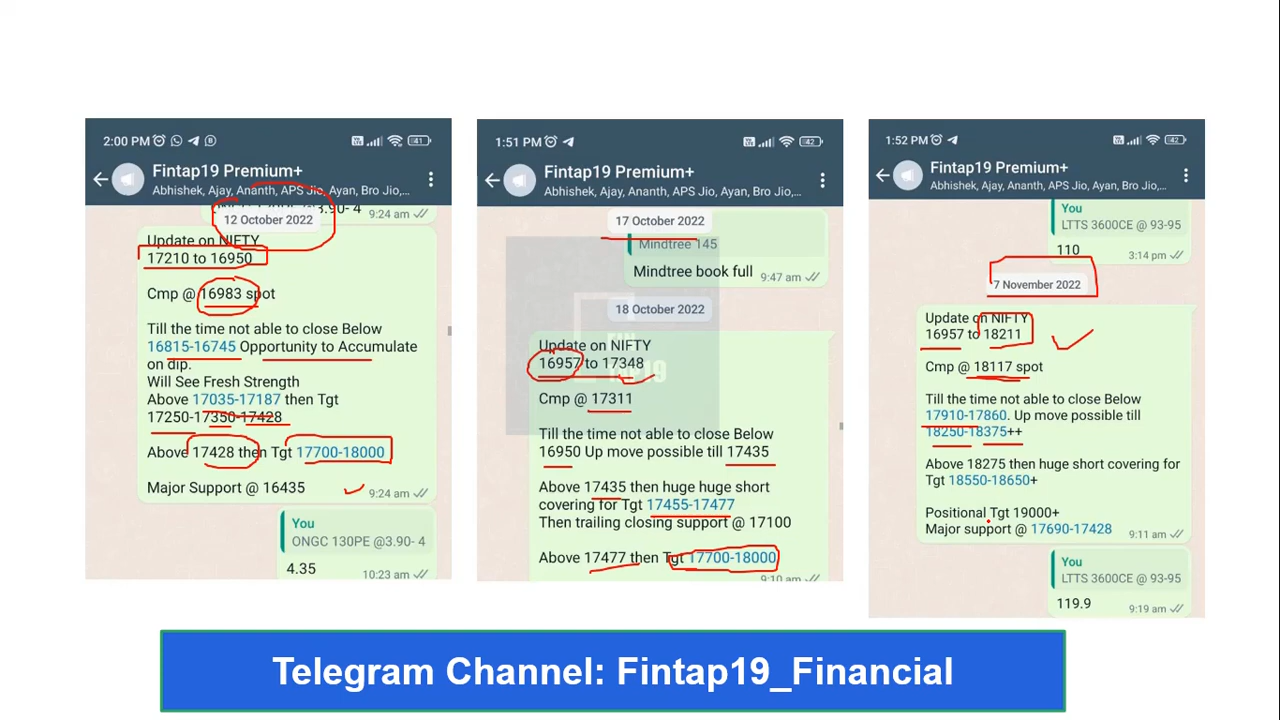 2:00 PM
41
Fintap19 Premium+
Abhishek, Ajay, Ananth, APS Jio, Ayan, Bro Jio,...
9:24 am
12 October 2022
Update on NIFTY
17210 to 16950
Cmp @ 16983 spot
Till the time not able to close Below
16815-16745 Opportunity to Accumulate
on dip.
Will See Fresh Strength
Above 17035-17187 then Tgt
17250-17350-17428
Above 17428 then Tgt 17700-18000
Major Support @ 16435
9:24 am
You
ONGC 130PE @3.90- 4
4.35
10:23 am
1:51 PM
42
Fintap19 Premium+
Abhishek, Ajay, Ananth, APS Jio, Ayan, Bro Jio,...
17 October 2022
Mindtree 145
Mindtree book full
9:47 am
18 October 2022
Update on NIFTY
16957 to 17348
Cmp @ 17311
Till the time not able to close Below
16950 Up move possible till 17435
Above 17435 then huge huge short
covering for Tgt 17455-17477
Then trailing closing support @ 17100
Above 17477 then Tgt 17700-18000
9:10 am
FIN
TAP19
1:52 PM
42
Fintap19 Premium+
Abhishek, Ajay, Ananth, APS Jio, Ayan, Bro Jio,...
You
LTTS 3600CE @ 93-95
110
3:14 pm
7 November 2022
Update on NIFTY
16957 to 18211
Cmp @ 18117 spot
Till the time not able to close Below
17910-17860. Up move possible till
18250-18375++
Above 18275 then huge short covering for
Tgt 18550-18650+
Positional Tgt 19000+
Major support @ 17690-17428
9:11 am
You
LTTS 3600CE @ 93-95
119.9
9:19 am
Telegram Channel: Fintap19_Financial